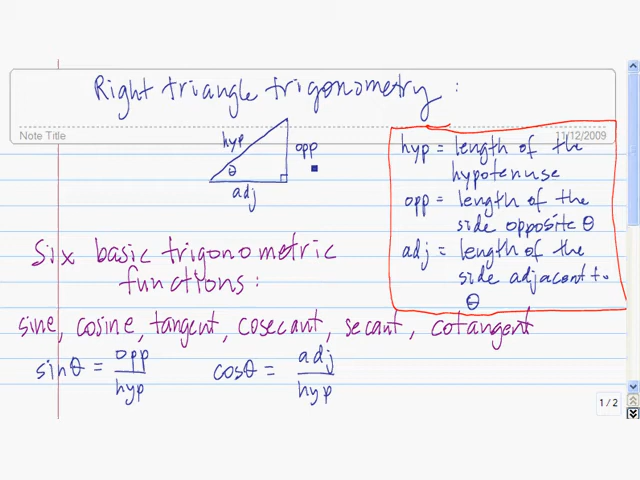 Right triangle trigonometry :
Note Title
11/12/2009
hyp
opp
θ
adj
hyp = length of the
hypotenuse
opp = length of the
side opposite θ
adj = length of the
side adjacent to
θ
Six basic trigonometric
functions :
sine, cosine, tangent, cosecant, secant, cotangent
sinθ = opp/hyp cosθ = adj/hyp
1/2